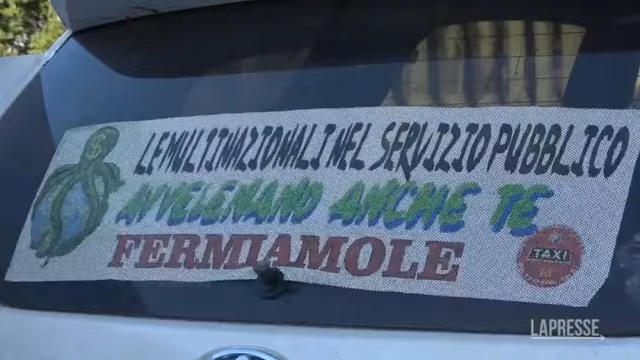 LE MULTINAZIONALI NEL SERVIZIO PUBBLICO
AVVELENANO ANCHE TE
FERMIAMOLE
TAXI
LAPRESSE